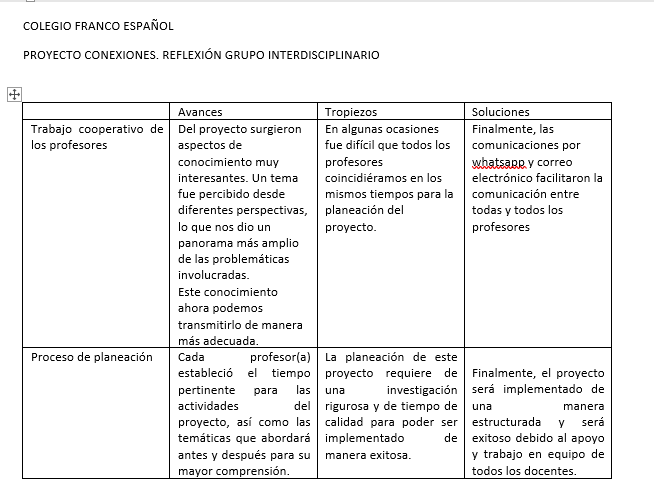 COLEGIO FRANCO ESPAÑOL
PROYECTO CONEXIONES. REFLEXIÓN GRUPO INTERDISCIPLINARIO
Avances
Tropiezos
Soluciones
Trabajo cooperativo de
los profesores
Del proyecto surgieron
aspectos de
conocimiento muy
interesantes. Un tema
fue percibido desde
diferentes perspectivas,
lo que nos dio un
panorama más amplio
de las problemáticas
involucradas.
Este conocimiento
ahora podemos
transmitirlo de manera
más adecuada.
En algunas ocasiones
fue difícil que todos los
profesores
coincidiéramos en los
mismos tiempos para la
planeación del
proyecto.
Finalmente, las
comunicaciones por
whatsapp y correo
electrónico facilitaron la
comunicación entre
todas y todos los
profesores
Proceso de planeación
Cada profesor(a)
estableció el tiempo
pertinente para las
actividades del
proyecto, así como las
temáticas que abordará
antes y después para su
mayor comprensión.
La planeación de este
proyecto requiere de
una investigación
rigurosa y de tiempo de
calidad para poder ser
implementado de
manera exitosa.
Finalmente, el proyecto
será implementado de
una manera
estructurada y será
exitoso debido al apoyo
y trabajo en equipo de
todos los docentes.